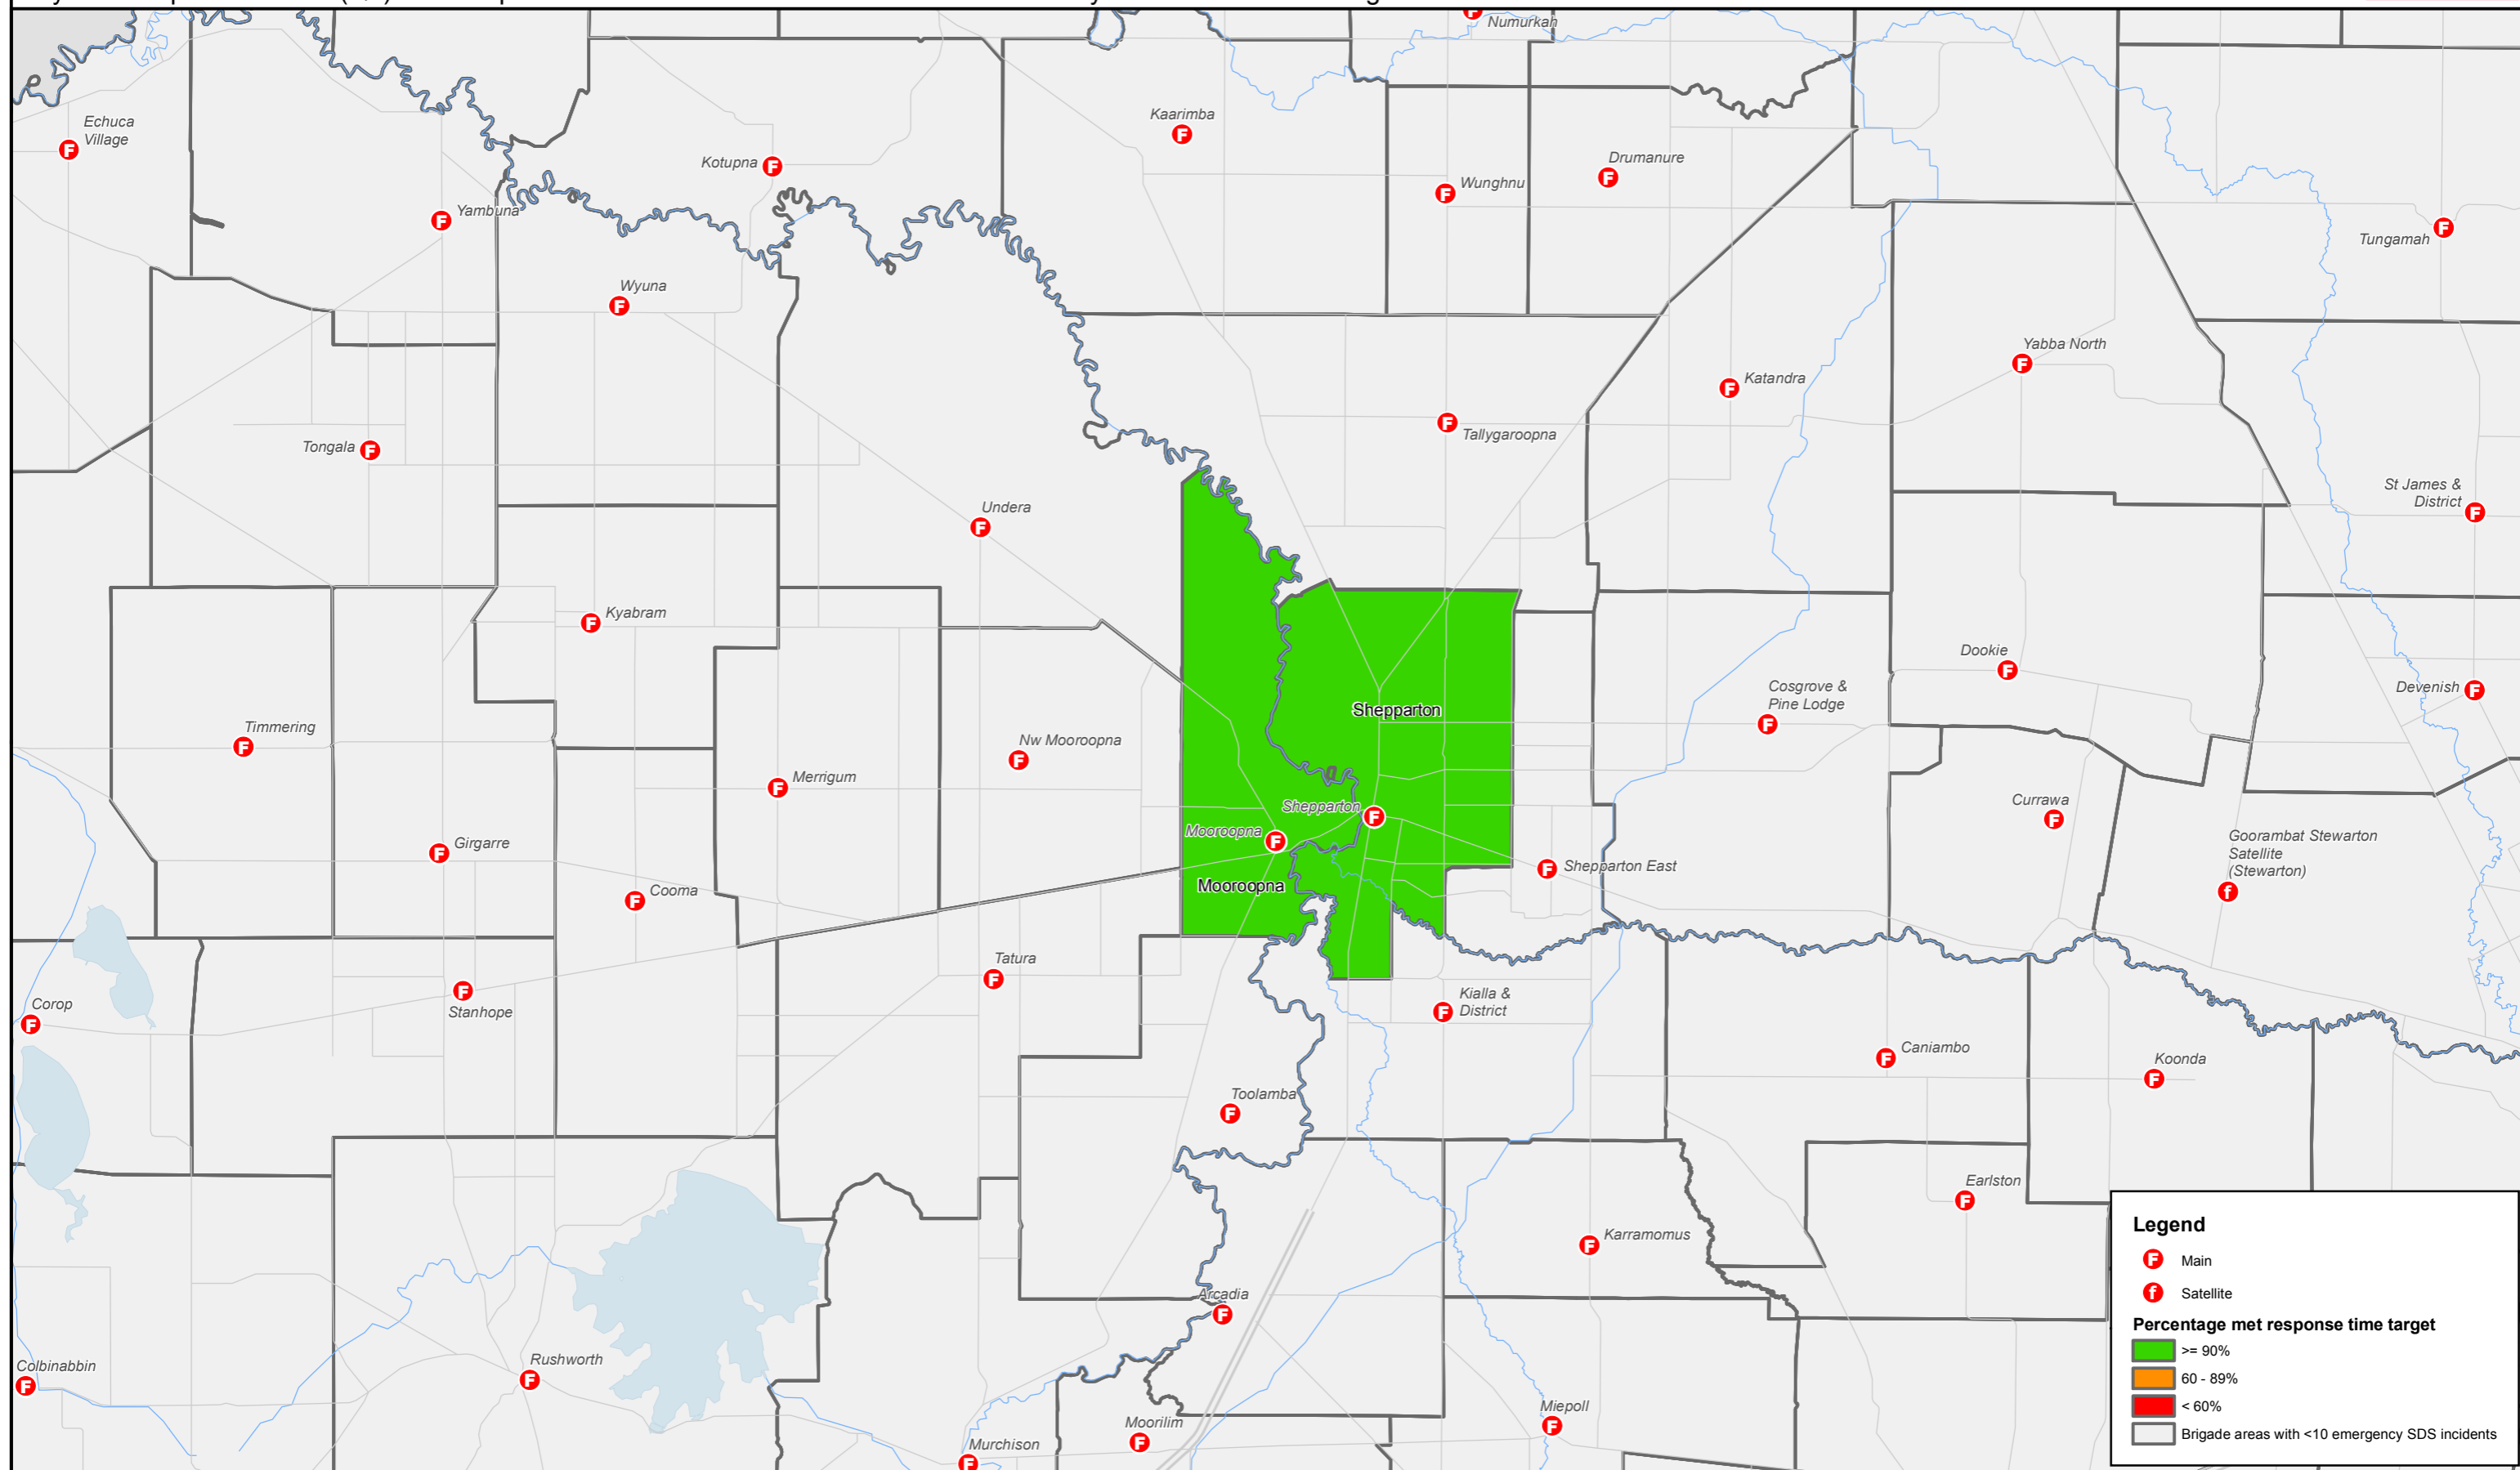 Numurkah
Echuca
Village
Kaarimba
Kotupna
Drumanure
Wunghnu
Yambuna
Tungamah
Wyuna
Yabba North
Katandra
Tallygaroopna
Tongala
St James &
District
Undera
Kyabram
Dookie
Cosgrove &
Pine Lodge
Devenish
Shepparton
Timmering
Nw Mooroopna
Merrigum
Currawa
Shepparton
Mooroopna
Goorambat Stewarton
Satellite
(Stewarton)
Girgarre
Shepparton East
Mooroopna
Cooma
Tatura
Kialla &
District
Corop
Stanhope
Caniambo
Koonda
Toolamba
Earlston
Karramomus
Arcadia
Rushworth
Colbinabbin
Miepoll
Moorilim
Murchison
Legend
F Main
f Satellite
Percentage met response time target
>= 90%
60 - 89%
< 60%
Brigade areas with <10 emergency SDS incidents